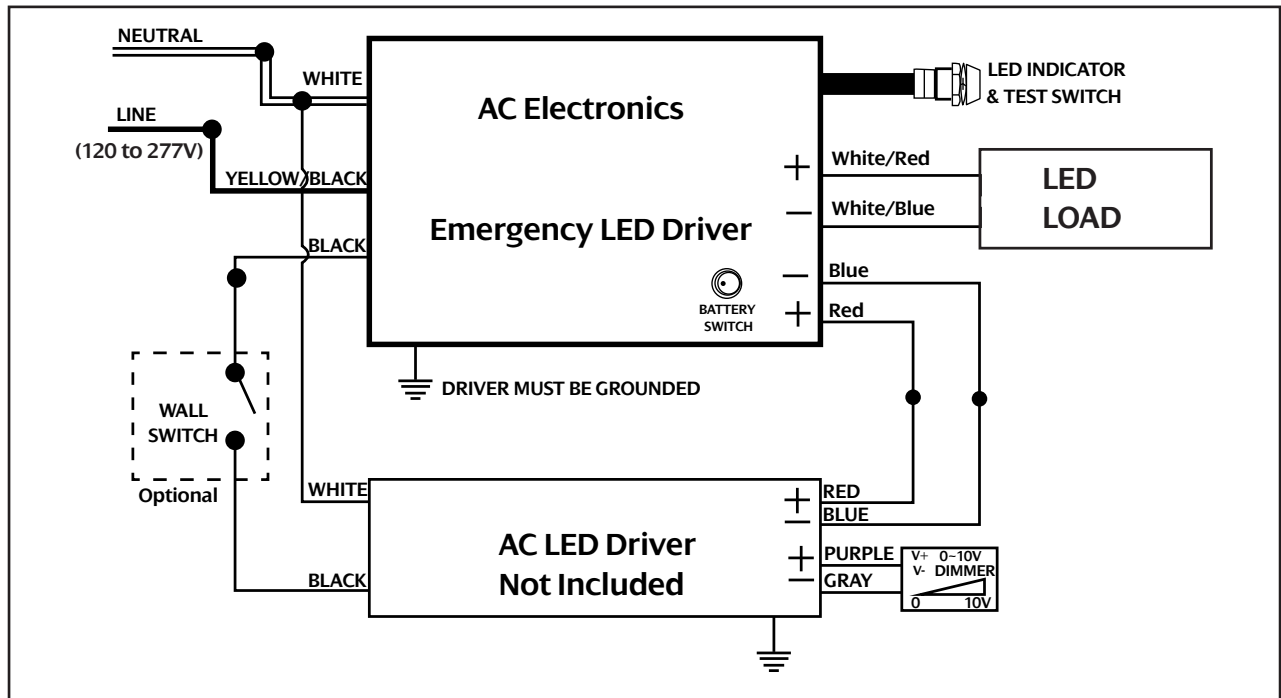 NEUTRAL
WHITE
LINE
(120 to 277V)
YELLOW/BLACK
BLACK
AC Electronics
Emergency LED Driver
BATTERY
SWITCH
LED INDICATOR
& TEST SWITCH
+
White/Red
−
White/Blue
LED
LOAD
−
Blue
+
Red
DRIVER MUST BE GROUNDED
WALL
SWITCH
Optional
WHITE
BLACK
AC LED Driver
Not Included
+
RED
−
BLUE
+
PURPLE
−
GRAY
V+ 0–10V
V- DIMMER
0 10V